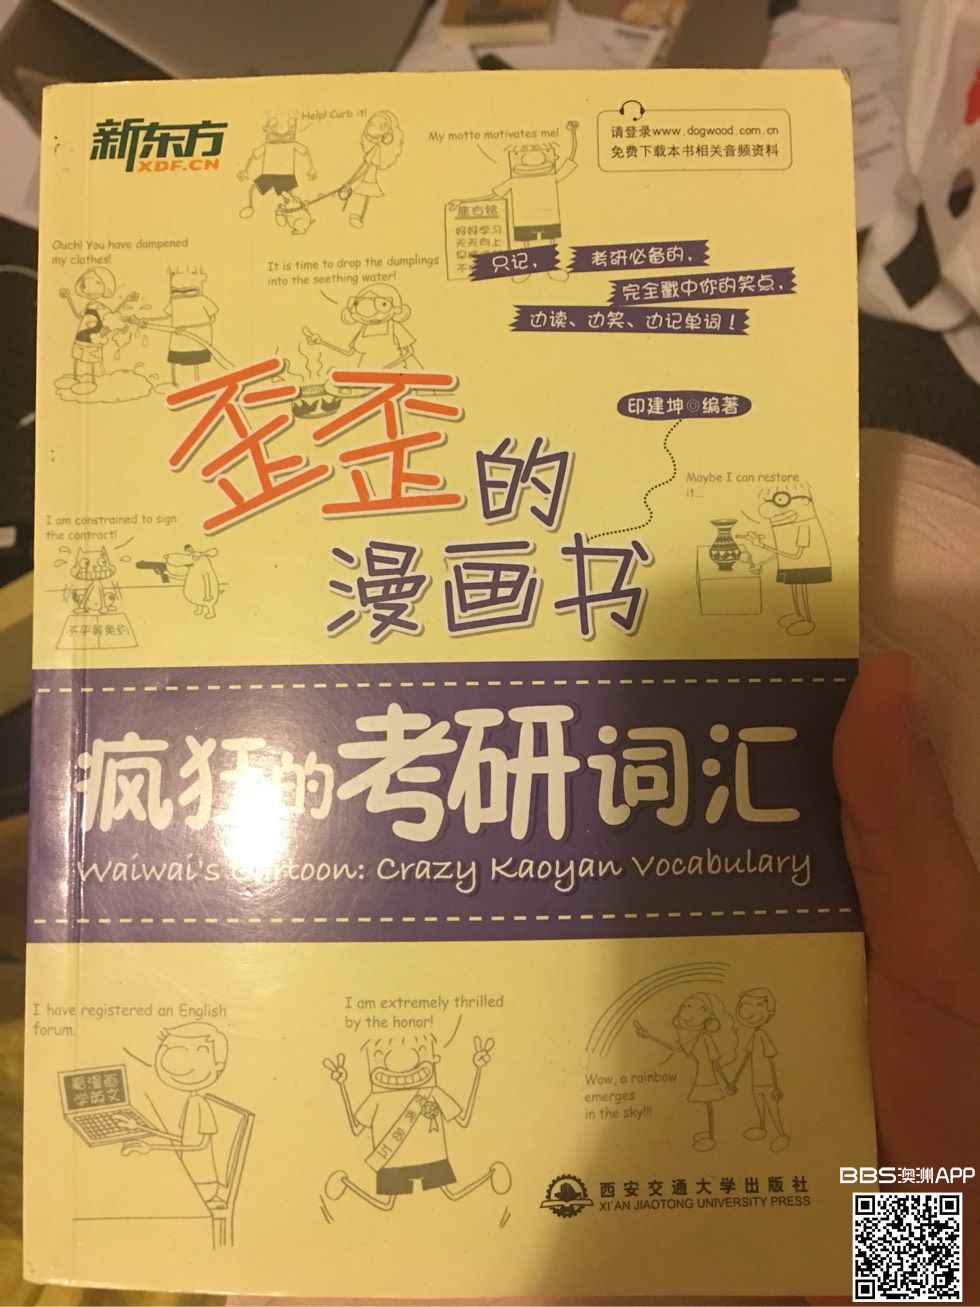 新东方
XDF.CN
Help! Curb it!
My motto motivates me!
请登录www.dogwood.com.cn
免费下载本书相关音频资料
座右铭
好好学习
天天向上
Ouch! You have dampened
my clothes!
It is time to drop the dumplings
into the seething water!
只记,
考研必备的,
完全戳中你的笑点,
边读、边笑、边记单词!
歪歪的
漫画书
印建坤◎编著
Maybe I can restore
it...
I am constrained to sign
the contract!
不平等条约
疯狂的考研词汇
Waiwai's Cartoon: Crazy Kaoyan Vocabulary
I have registered an English
forum.
看漫画
学英文
I am extremely thrilled
by the honor!
Wow, a rainbow
emerges
in the sky!!!
西安交通大学出版社
XI'AN JIAOTONG UNIVERSITY PRESS
BBS澳洲APP